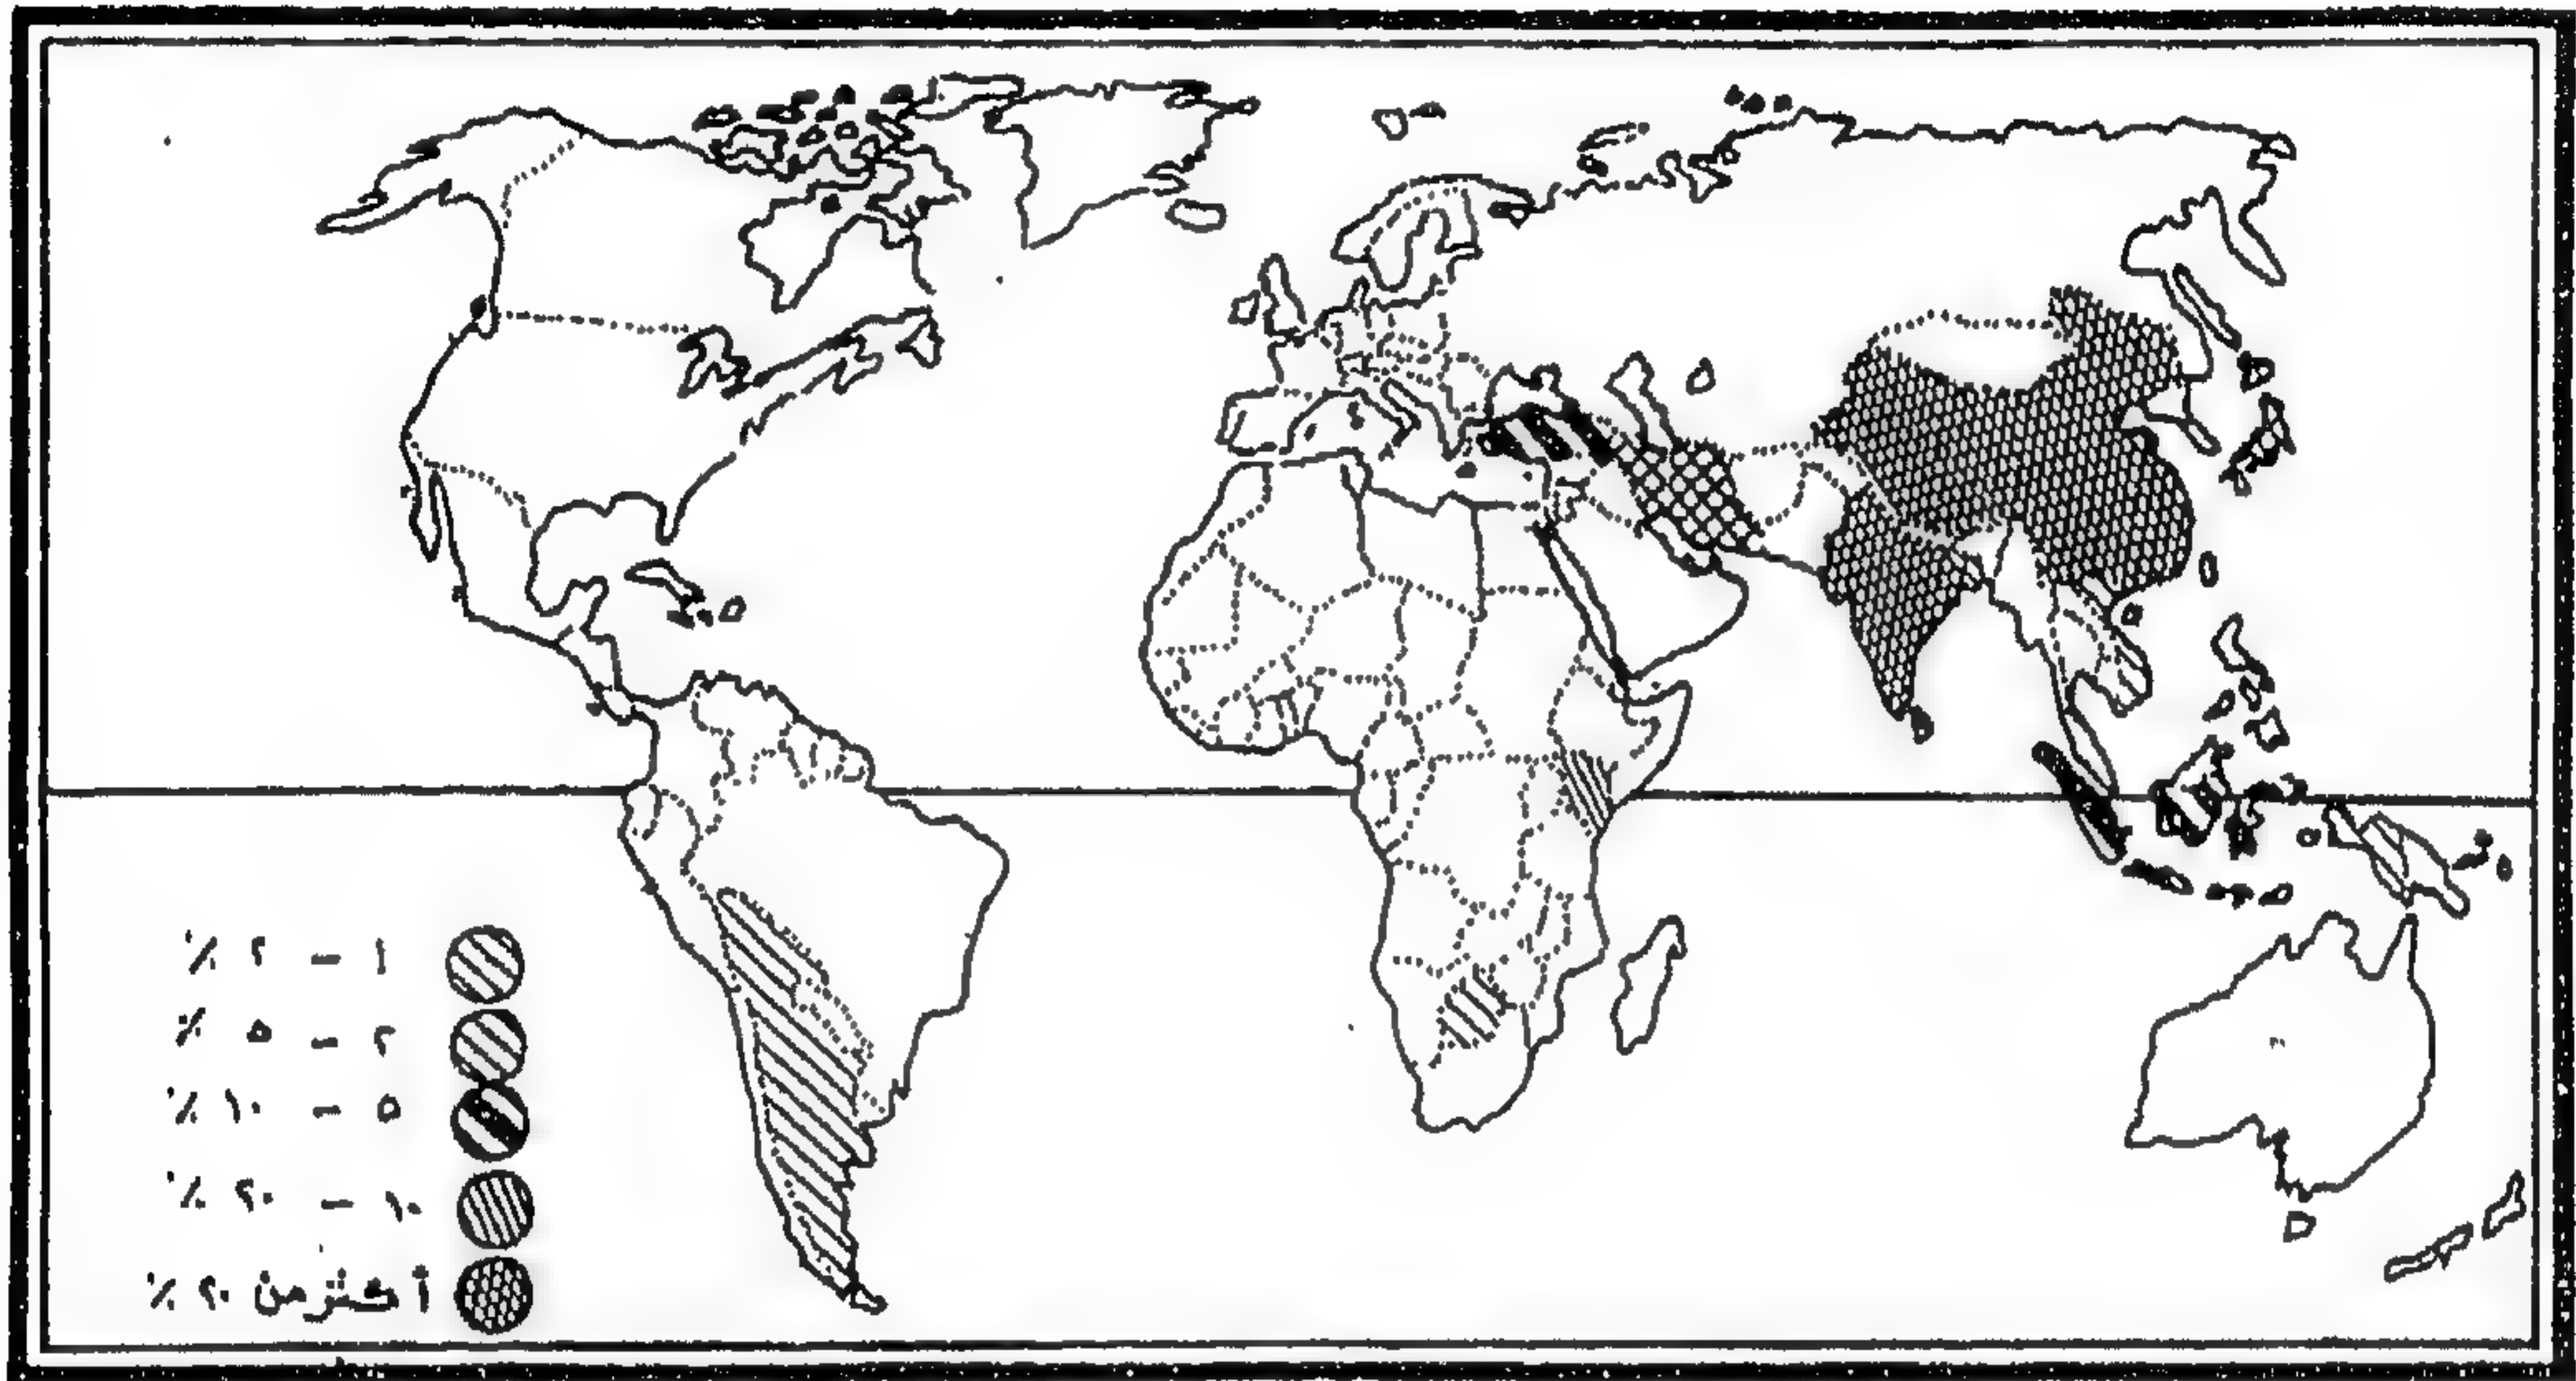 ١ – ٢ ٪
٢ – ٥ ٪
٥ – ١٠ ٪
١٠ – ٢٠ ٪
أكثر من ٢٠ ٪